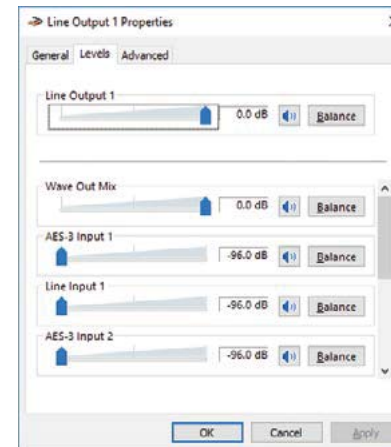 Line Output 1 Properties
General Levels Advanced
Line Output 1
0.0 dB Balance
Wave Out Mix
0.0 dB Balance
AES-3 Input 1
-96.0 dB Balance
Line Input 1
-96.0 dB Balance
AES-3 Input 2
-96.0 dB Balance
OK Cancel Apply